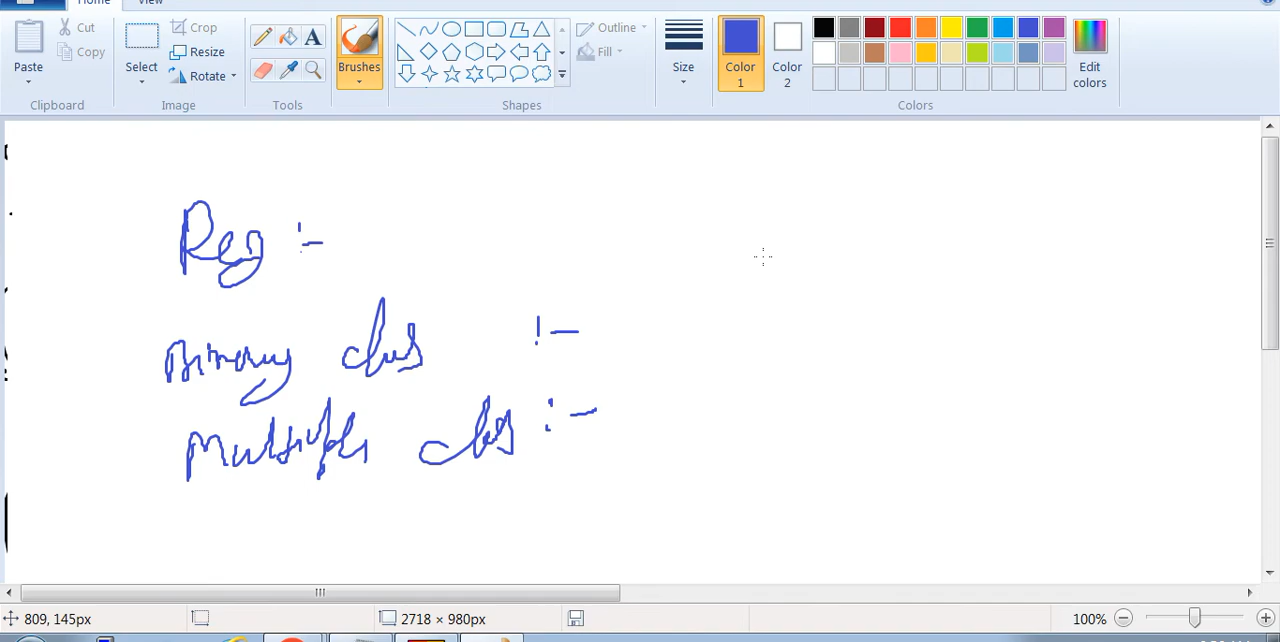 Home View
Cut
Copy
Paste
Clipboard
Crop
Resize
Rotate
Select
Image
Tools
Brushes
Outline
Fill
Shapes
Size
Color 1
Color 2
Edit colors
Colors
Reg :-
Binary class :-
Multiple class :-
809, 145px
2718 × 980px
100%